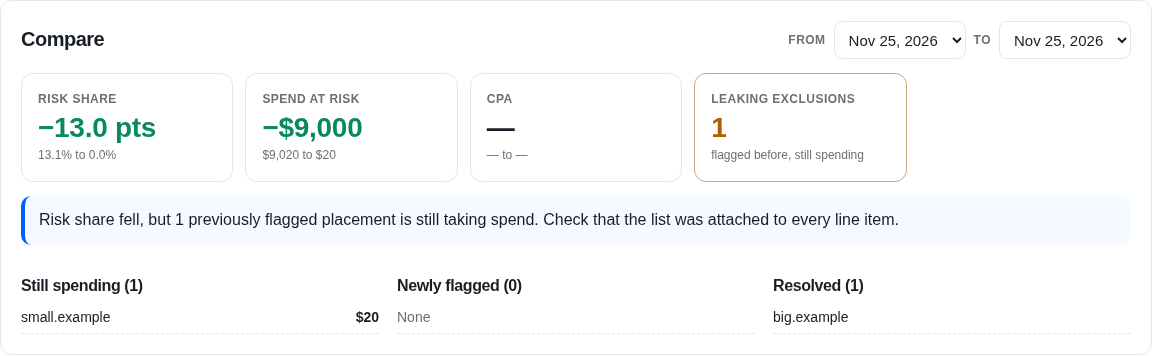 Compare
FROM Nov 25, 2026 TO Nov 25, 2026
RISK SHARE
−13.0 pts
13.1% to 0.0%
SPEND AT RISK
−$9,000
$9,020 to $20
CPA
—
— to —
LEAKING EXCLUSIONS
1
flagged before, still spending
Risk share fell, but 1 previously flagged placement is still taking spend. Check that the list was attached to every line item.
Still spending (1)
small.example $20
Newly flagged (0)
None
Resolved (1)
big.example